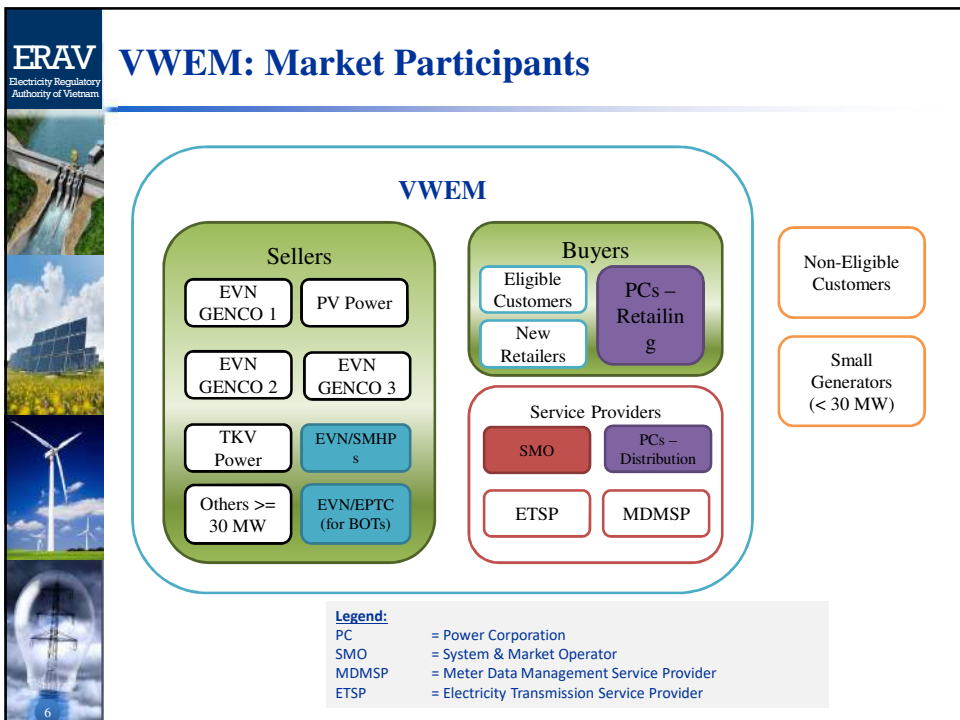 ERAV
Electricity Regulatory
Authority of Vietnam
VWEM: Market Participants
VWEM
Sellers
EVN
GENCO 1
PV Power
EVN
GENCO 2
EVN
GENCO 3
TKV
Power
EVN/SMHP
s
Others >=
30 MW
EVN/EPTC
(for BOTs)
Buyers
Eligible
Customers
New
Retailers
PCs –
Retailin
g
Service Providers
SMO
PCs –
Distribution
ETSP
MDMSP
Non-Eligible
Customers
Small
Generators
(< 30 MW)
Legend:
PC = Power Corporation
SMO = System & Market Operator
MDMSP = Meter Data Management Service Provider
ETSP = Electricity Transmission Service Provider
6